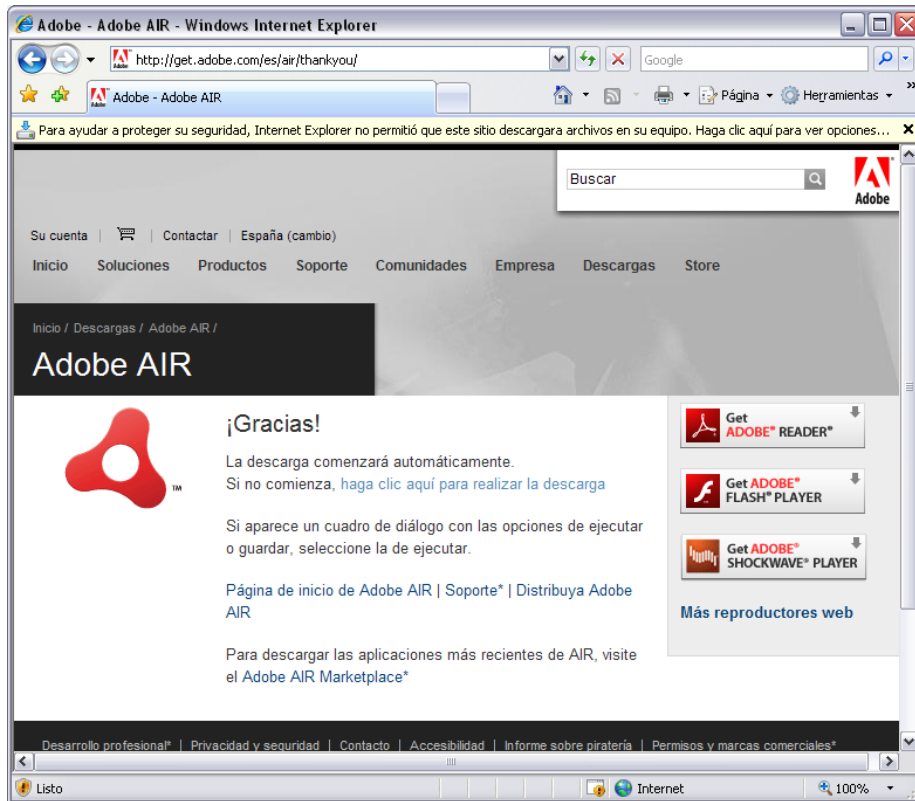 Adobe - Adobe AIR - Windows Internet Explorer
http://get.adobe.com/es/air/thankyou/
Google
Adobe - Adobe AIR
Página
Herramientas
Para ayudar a proteger su seguridad, Internet Explorer no permitió que este sitio descargara archivos en su equipo. Haga clic aquí para ver opciones...
Buscar
Adobe
Su cuenta | | Contactar | España (cambio)
Inicio Soluciones Productos Soporte Comunidades Empresa Descargas Store
Inicio / Descargas / Adobe AIR /
Adobe AIR
¡Gracias!
La descarga comenzará automáticamente.
Si no comienza, haga clic aquí para realizar la descarga
Si aparece un cuadro de diálogo con las opciones de ejecutar
o guardar, seleccione la de ejecutar.
Página de inicio de Adobe AIR | Soporte* | Distribuya Adobe
AIR
Para descargar las aplicaciones más recientes de AIR, visite
el Adobe AIR Marketplace*
TM
Get
ADOBE® READER®
Get ADOBE®
FLASH® PLAYER
Get ADOBE®
SHOCKWAVE® PLAYER
Más reproductores web
Desarrollo profesional* | Privacidad y seguridad | Contacto | Accesibilidad | Informe sobre piratería | Permisos y marcas comerciales*
Listo
Internet
100%